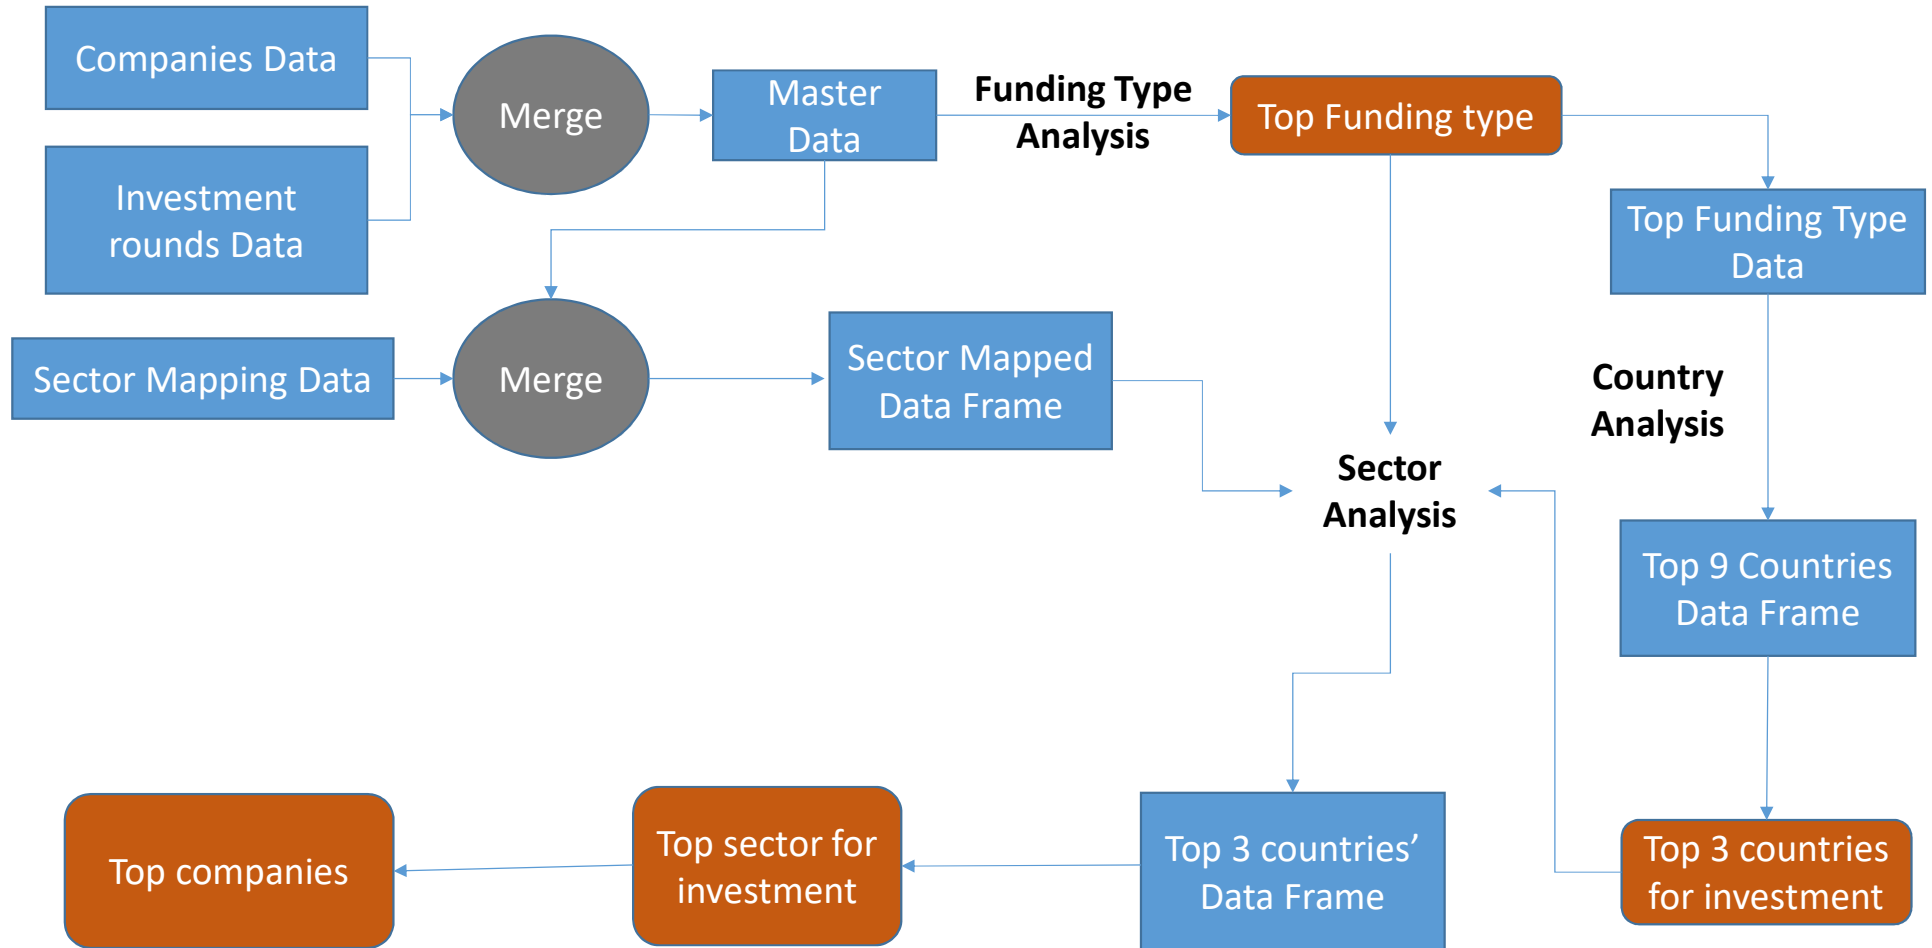 Companies Data
Merge
Master
Data
Funding Type
Analysis
Top Funding type
Investment
rounds Data
Top Funding Type
Data
Sector Mapping Data
Merge
Sector Mapped
Data Frame
Country
Analysis
Sector
Analysis
Top 9 Countries
Data Frame
Top companies
Top sector for
investment
Top 3 countries’
Data Frame
Top 3 countries
for investment